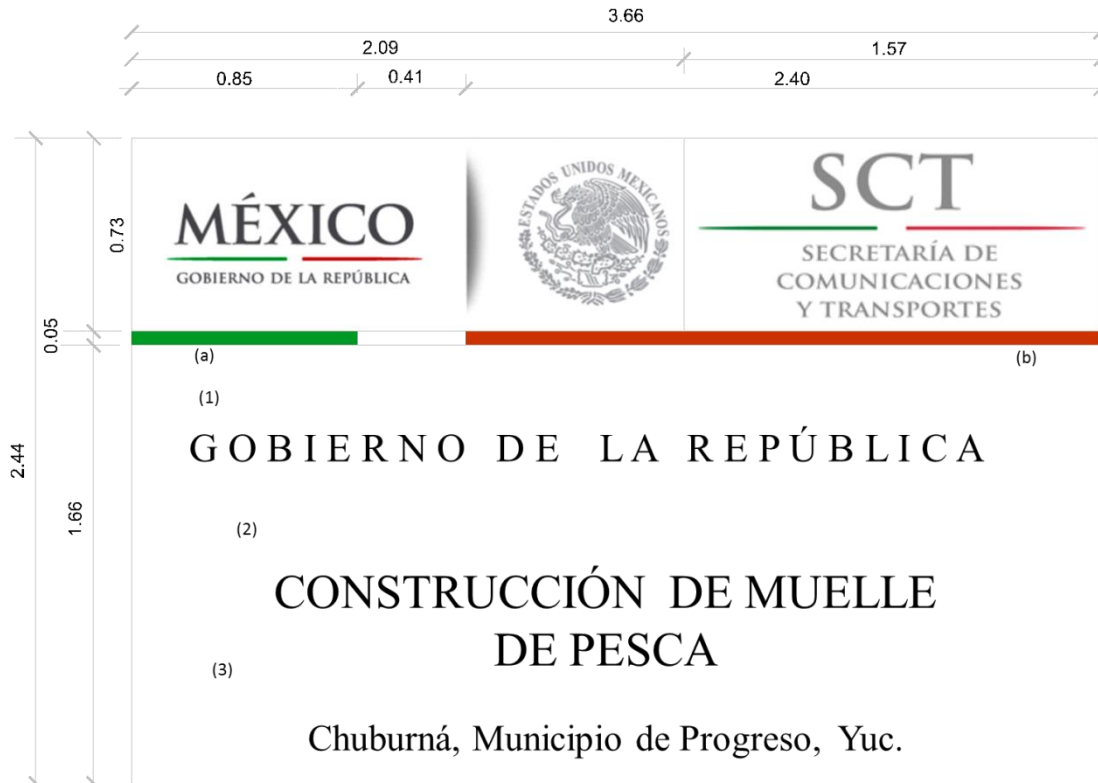 3.66
2.09 1.57
0.85 0.41 2.40
0.73
0.05
2.44
1.66
MÉXICO
GOBIERNO DE LA REPÚBLICA
ESTADOS UNIDOS MEXICANOS
SCT
SECRETARÍA DE
COMUNICACIONES
Y TRANSPORTES
(a) (b)
(1)
GOBIERNO DE LA REPÚBLICA
(2)
CONSTRUCCIÓN DE MUELLE
DE PESCA
(3)
Chuburná, Municipio de Progreso, Yuc.